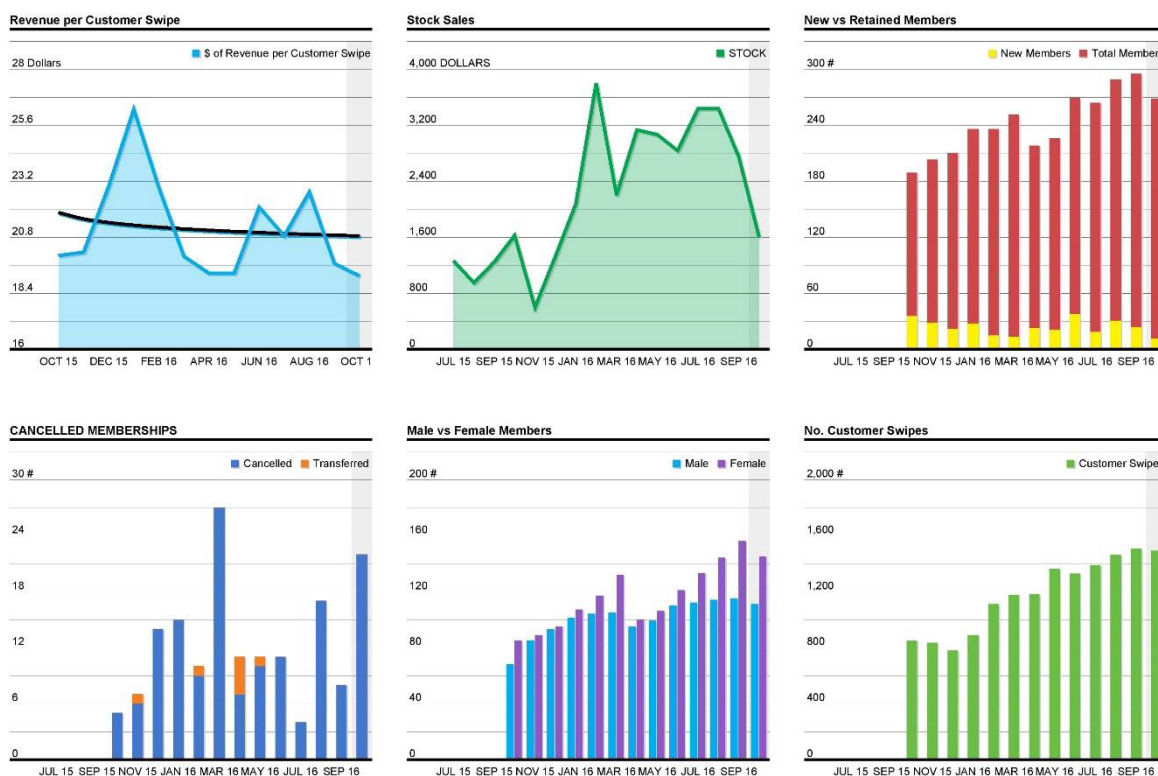 Revenue per Customer Swipe
$ of Revenue per Customer Swipe
28 Dollars
25.6
23.2
20.8
18.4
16
OCT 15 DEC 15 FEB 16 APR 16 JUN 16 AUG 16 OCT 1
Stock Sales
STOCK
4,000 DOLLARS
3,200
2,400
1,600
800
0
JUL 15 SEP 15 NOV 15 JAN 16 MAR 16 MAY 16 JUL 16 SEP 16
New vs Retained Members
New Members Total Member
300 #
240
180
120
60
0
JUL 15 SEP 15 NOV 15 JAN 16 MAR 16 MAY 16 JUL 16 SEP 16
CANCELLED MEMBERSHIPS
Cancelled Transferred
30 #
24
18
12
6
0
JUL 15 SEP 15 NOV 15 JAN 16 MAR 16 MAY 16 JUL 16 SEP 16
Male vs Female Members
Male Female
200 #
160
120
80
40
0
JUL 15 SEP 15 NOV 15 JAN 16 MAR 16 MAY 16 JUL 16 SEP 16
No. Customer Swipes
Customer Swipe
2,000 #
1,600
1,200
800
400
0
JUL 15 SEP 15 NOV 15 JAN 16 MAR 16 MAY 16 JUL 16 SEP 16